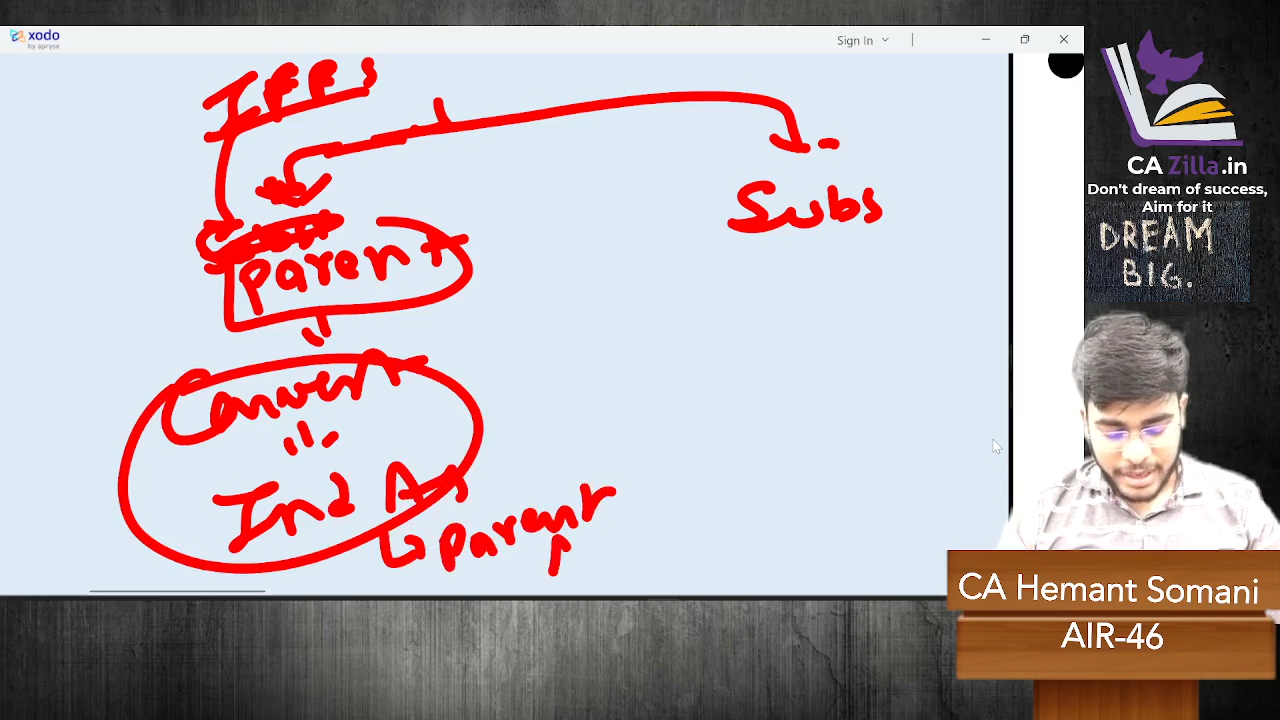 xodo
by apryse
Sign In
Subs
Parent
Convert
Ind As
Parent
CA Zilla.in
Don't dream of success,
Aim for it
DREAM
BIG.
CA Hemant Somani
AIR-46